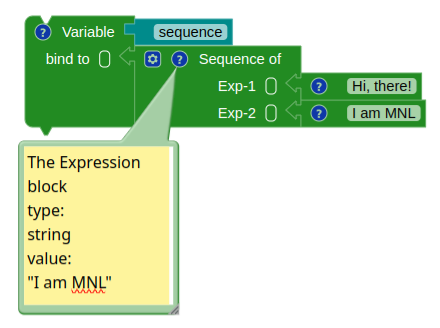 ? Variable sequence
bind to ? Sequence of
Exp-1 ? Hi, there!
Exp-2 ? I am MNL
The Expression
block
type:
string
value:
"I am MNL"